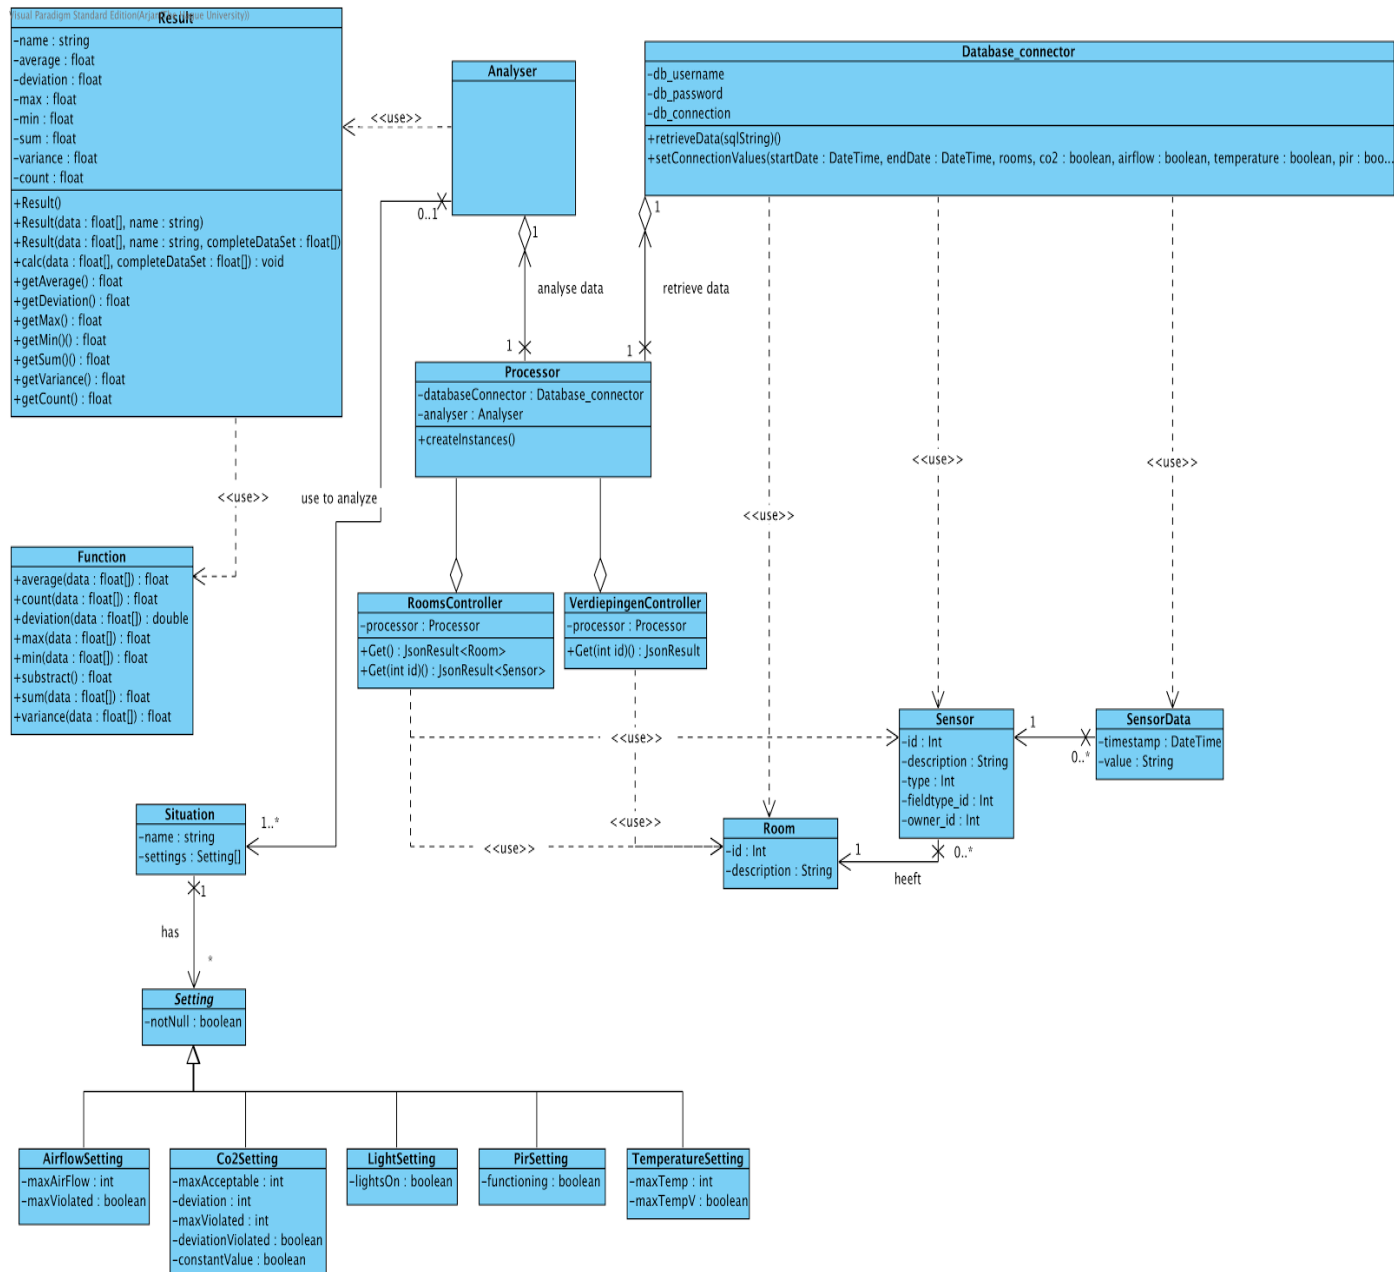 Visual Paradigm Standard Edition(Arjan
que University))
Result
-name : string
-average : float
-deviation : float
-max : float
-min : float
-sum : float
-variance : float
-count : float
+Result()
+Result(data : float[], name : string)
+Result(data : float[], name : string, completeDataSet : float[])
+calc(data : float[], completeDataSet : float[]) : void
+getAverage() : float
+getDeviation() : float
+getMax() : float
+getMin()() : float
+getSum()() : float
+getVariance() : float
+getCount() : float
<<use>>
Analyser
0..1
1
analyse data
1
Database_connector
-db_username
-db_password
-db_connection
+retrieveData(sqlString)()
+setConnectionValues(startDate : DateTime, endDate : DateTime, rooms, co2 : boolean, airflow : boolean, temperature : boolean, pir : boo...
1
retrieve data
1
Processor
-databaseConnector : Database_connector
-analyser : Analyser
+createInstances()
<<use>>
use to analyze
<<use>>
<<use>>
<<use>>
Function
+average(data : float[]) : float
+count(data : float[]) : float
+deviation(data : float[]) : double
+max(data : float[]) : float
+min(data : float[]) : float
+substract() : float
+sum(data : float[]) : float
+variance(data : float[]) : float
RoomsController
-processor : Processor
+Get() : JsonResult<Room>
+Get(int id)() : JsonResult<Sensor>
VerdiepingenController
-processor : Processor
+Get(int id)() : JsonResult
<<use>>
<<use>>
<<use>>
Sensor
-id : Int
-description : String
-type : Int
-fieldtype_id : Int
-owner_id : Int
1
0..*
SensorData
-timestamp : DateTime
-value : String
Room
-id : Int
-description : String
1
0..*
heeft
Situation
-name : string
-settings : Setting[]
1..*
1
has
*
Setting
-notNull : boolean
AirflowSetting
-maxAirFlow : int
-maxViolated : boolean
Co2Setting
-maxAcceptable : int
-deviation : int
-maxViolated : int
-deviationViolated : boolean
-constantValue : boolean
LightSetting
-lightsOn : boolean
PirSetting
-functioning : boolean
TemperatureSetting
-maxTemp : int
-maxTempV : boolean